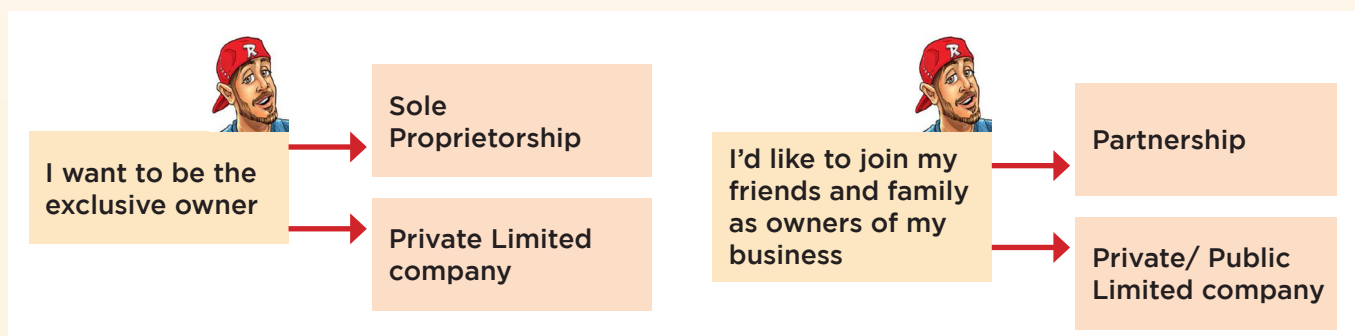 R
I want to be the
exclusive owner
Sole
Proprietorship
Private Limited
company
R
I'd like to join my
friends and family
as owners of my
business
Partnership
Private/ Public
Limited company